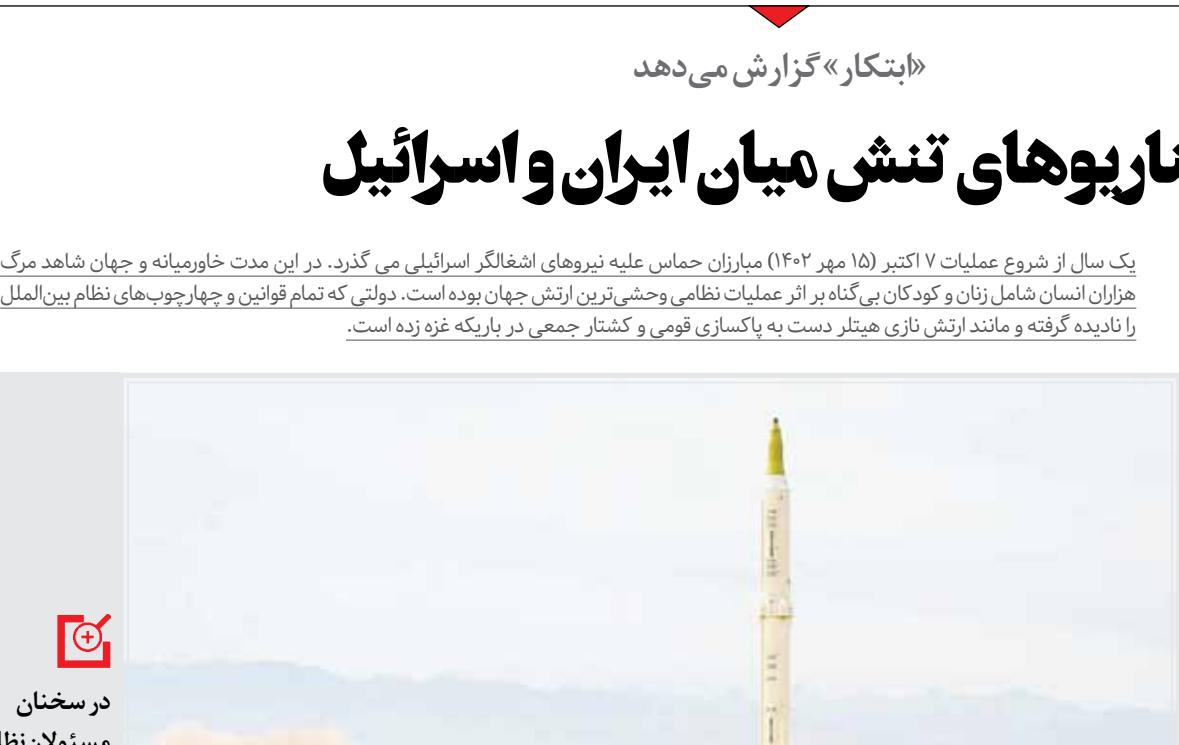 «ابتکار» گزارش می‌دهد
ناریوهای تنش میان ایران و اسرائیل
یک سال از شروع عملیات ۷ اکتبر (۱۵ مهر ۱۴۰۲) مبارزان حماس علیه نیروهای اشغالگر اسرائیلی می گذرد. در این مدت خاورمیانه و جهان شاهد مرگ
هزاران انسان شامل زنان و کودکان بی‌گناه بر اثر عملیات نظامی وحشی‌ترین ارتش جهان بوده است. دولتی که تمام قوانین و چهارچوب‌های نظام بین‌الملل
را نادیده گرفته و مانند ارتش نازی هیتلر دست به پاکسازی قومی و کشتار جمعی در باریکه غزه زده است.
در سخنان